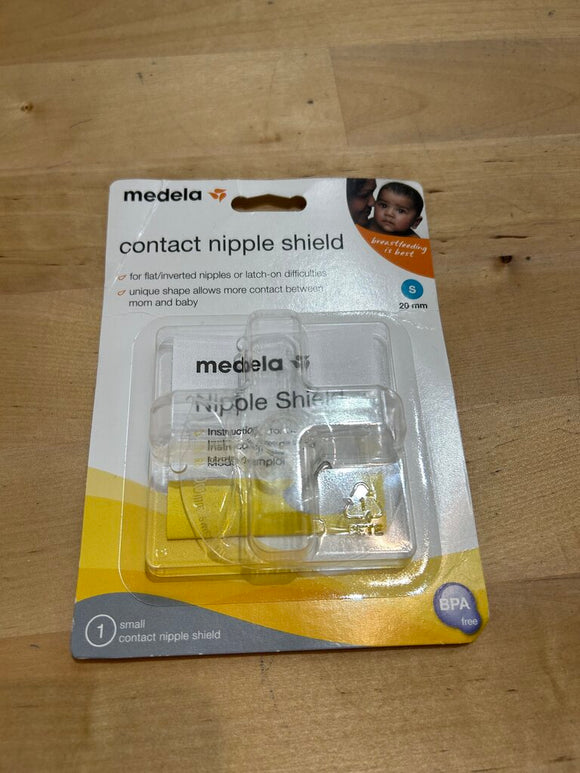 medela
contact nipple shield
for flat/inverted nipples or latch-on difficulties
unique shape allows more contact between
mom and baby
breastfeeding
is best
S
20 mm
medela
Nipple Shield
Instructions
1
small
contact nipple shield
BPA
free